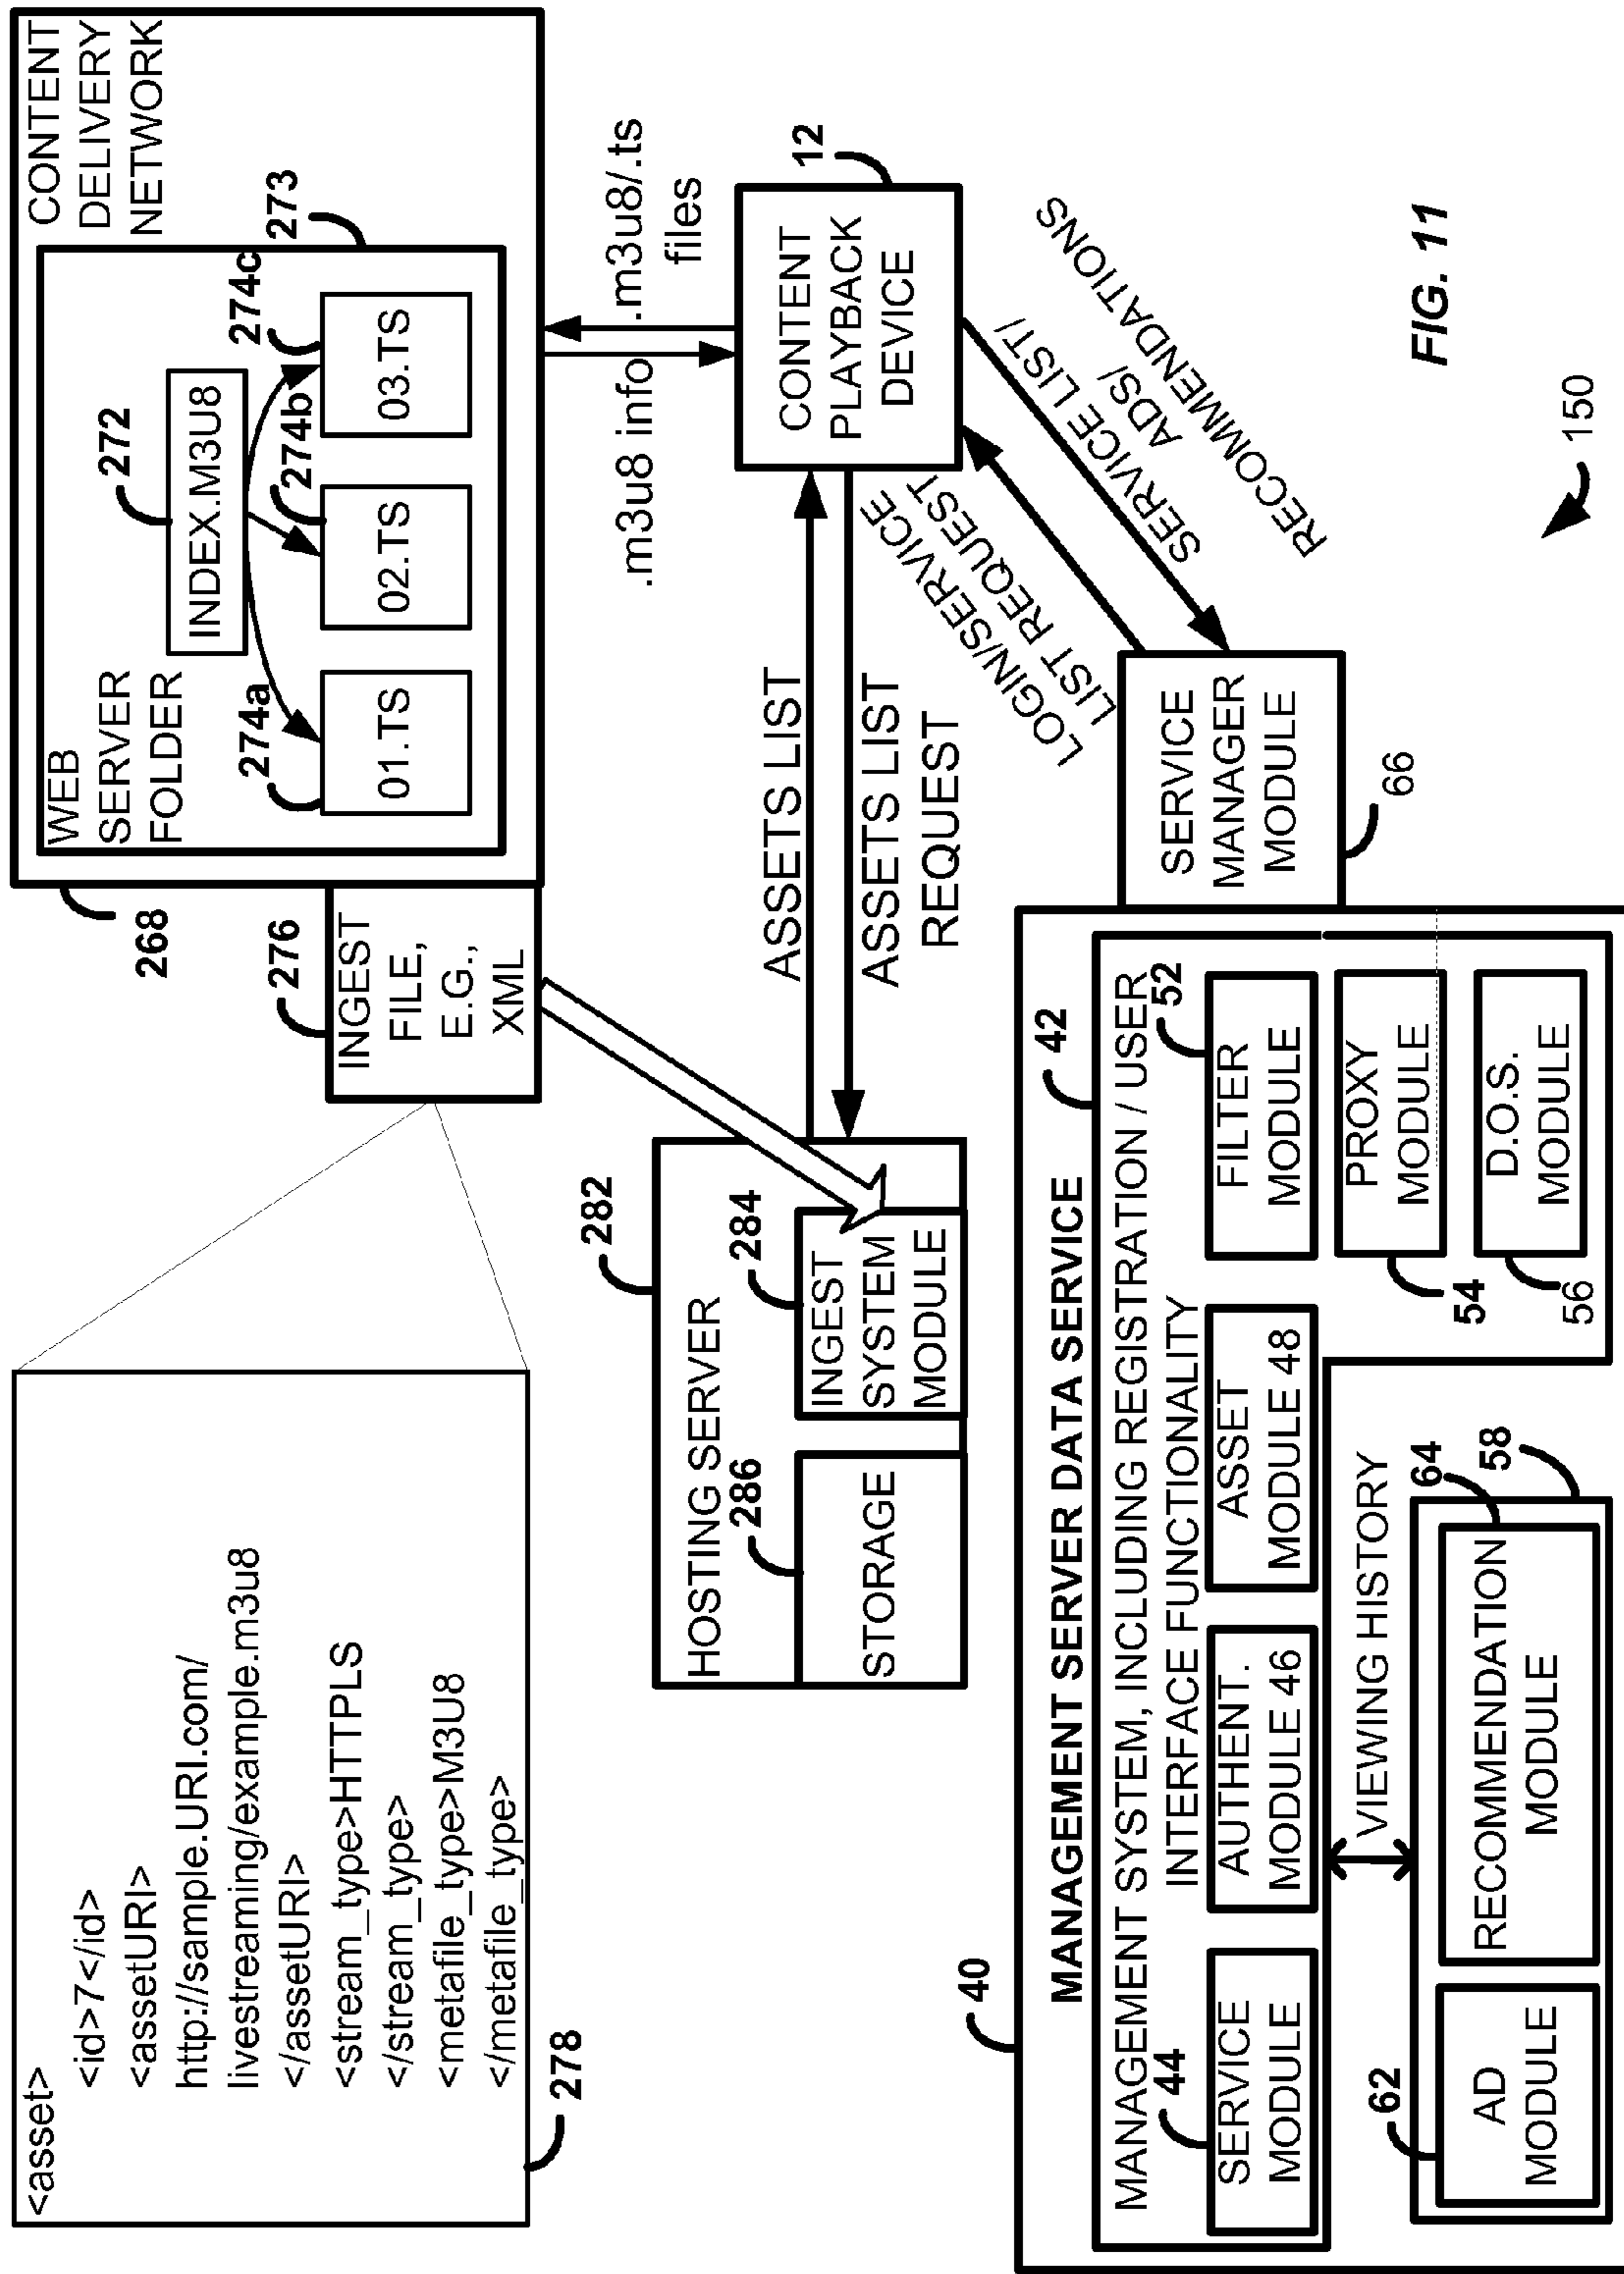 <asset>
<id>7</id>
<assetURI>
http://sample.URI.com/
livestreaming/example.m3u8
</assetURI>
<stream_type>HTTPLS
</stream_type>
<metafile_type>M3U8
</metafile_type>
278
INGEST
FILE,
E.G.,
XML
276
268
WEB
SERVER
FOLDER
272
INDEX.M3U8
274a
01.TS
274b
02.TS
274c
03.TS
273
CONTENT
DELIVERY
NETWORK
.m3u8 info
.m3u8/.ts
files
HOSTING SERVER
282
286
STORAGE
284
INGEST
SYSTEM
MODULE
ASSETS LIST
ASSETS LIST
REQUEST
CONTENT
PLAYBACK
DEVICE
12
LOGIN/SERVICE
LIST REQUEST
SERVICE LIST/
ADS/
RECOMMENDATIONS
SERVICE
MANAGER
MODULE
66
40
MANAGEMENT SERVER DATA SERVICE
42
MANAGEMENT SYSTEM, INCLUDING REGISTRATION / USER
INTERFACE FUNCTIONALITY
44
SERVICE
MODULE
AUTHENT.
MODULE 46
ASSET
MODULE 48
52
FILTER
MODULE
PROXY
MODULE
54
D.O.S.
MODULE
56
VIEWING HISTORY
62
AD
MODULE
64
RECOMMENDATION
MODULE
58
150
FIG. 11